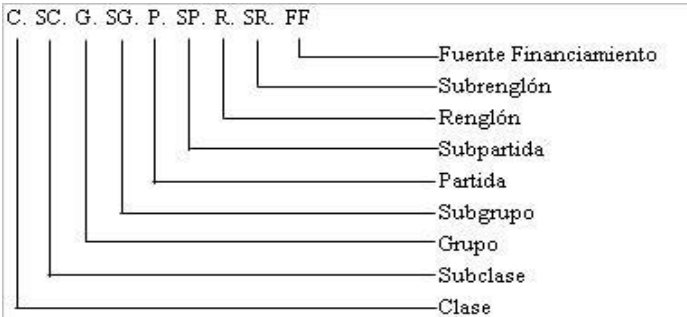 C. SC. G. SG. P. SP. R. SR. FF
Fuente Financiamiento
Subrenglón
Renglón
Subpartida
Partida
Subgrupo
Grupo
Subclase
Clase